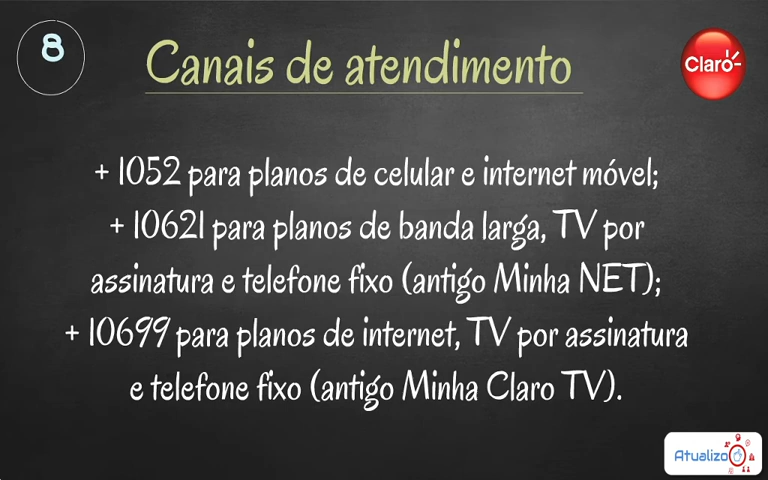 8
Canais de atendimento
Claro
+ 1052 para planos de celular e internet móvel;
+ 10621 para planos de banda larga, TV por
assinatura e telefone fixo (antigo Minha NET);
+ 10699 para planos de internet, TV por assinatura
e telefone fixo (antigo Minha Claro TV).
Atualizo